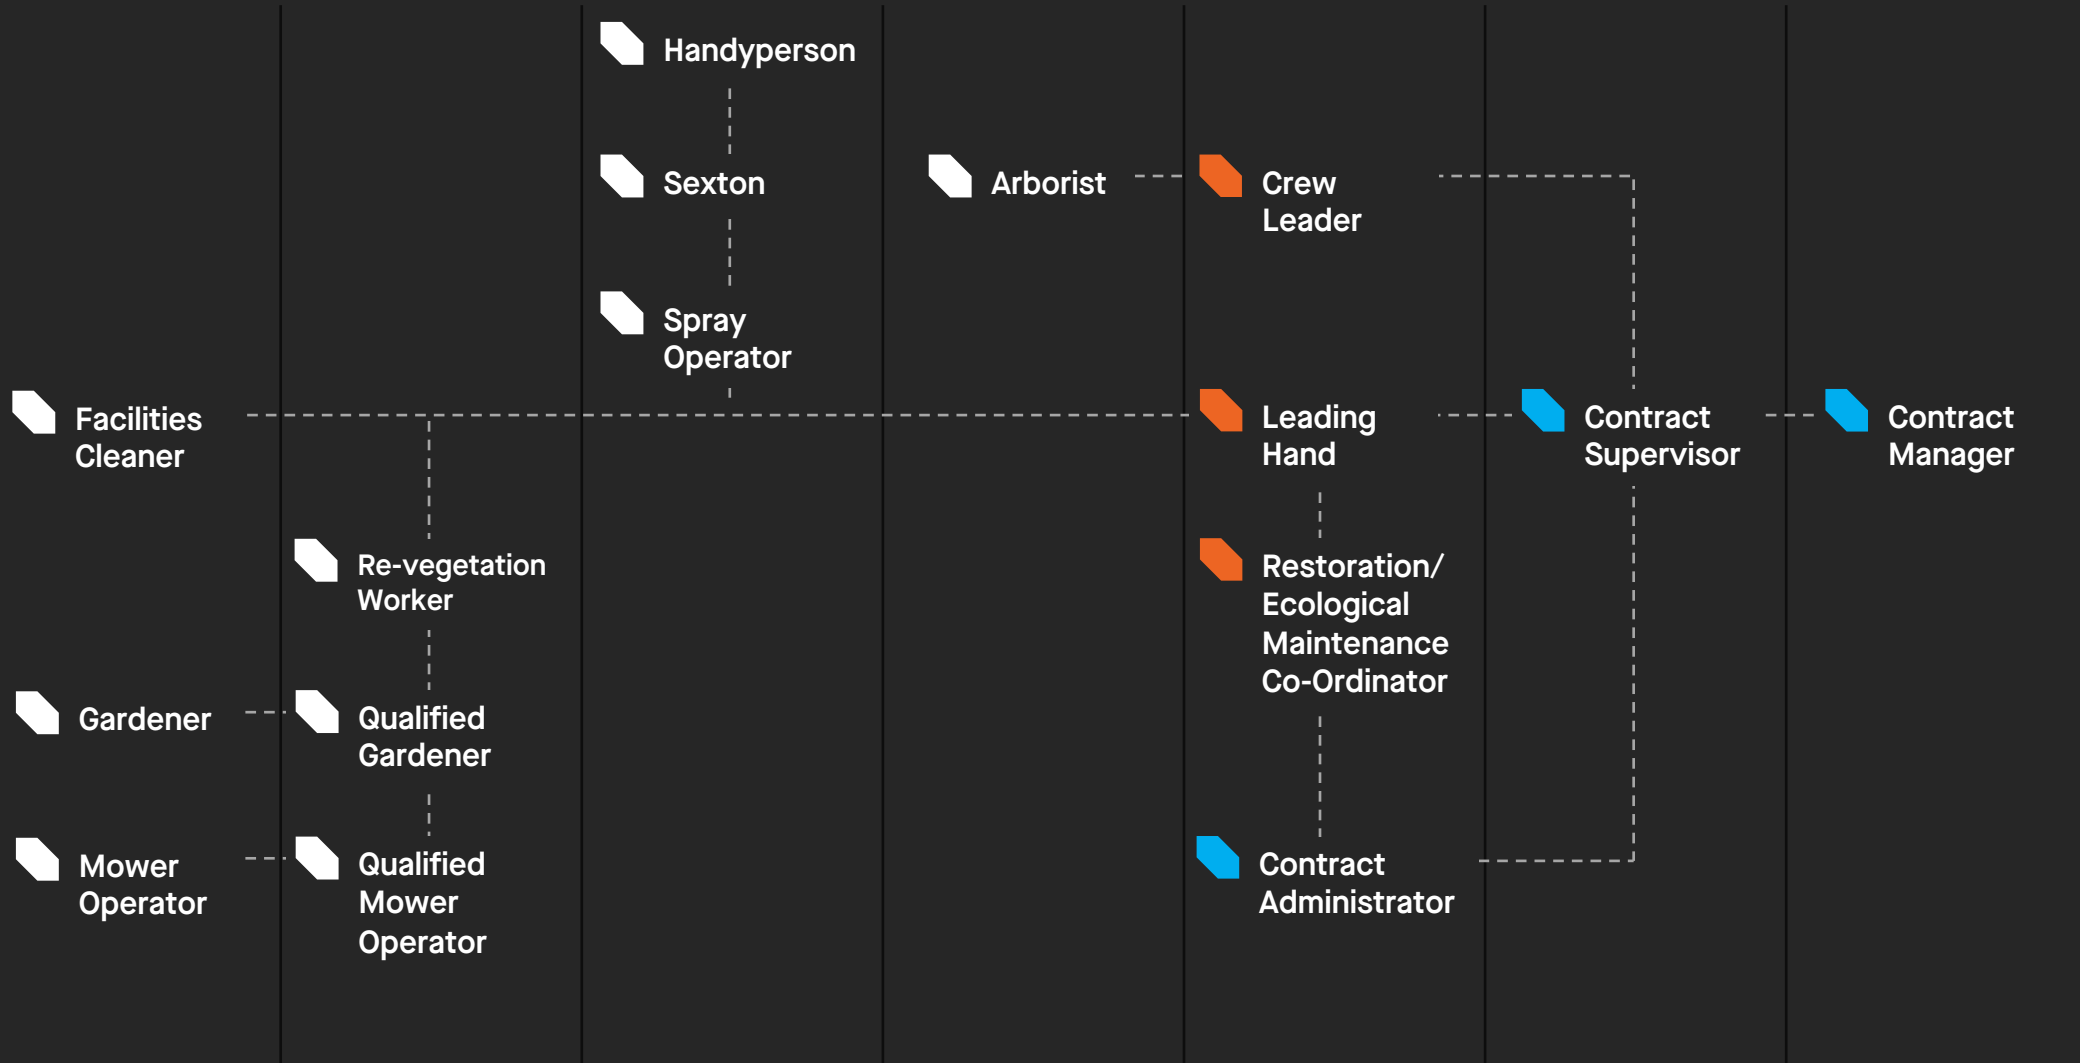 Handyperson
Sexton
Arborist
Crew
Leader
Spray
Operator
Facilities
Cleaner
Leading
Hand
Contract
Supervisor
Contract
Manager
Re-vegetation
Worker
Restoration/
Ecological
Maintenance
Co-Ordinator
Gardener
Qualified
Gardener
Mower
Operator
Qualified
Mower
Operator
Contract
Administrator